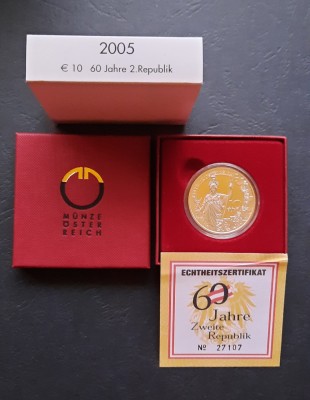 2005
€ 10 60 Jahre 2.Republik
MÜNZE
ÖSTER
REICH
ECHTHEITSZERTIFIKAT
60
Jahre
Zweite
Republik
Nº 27107